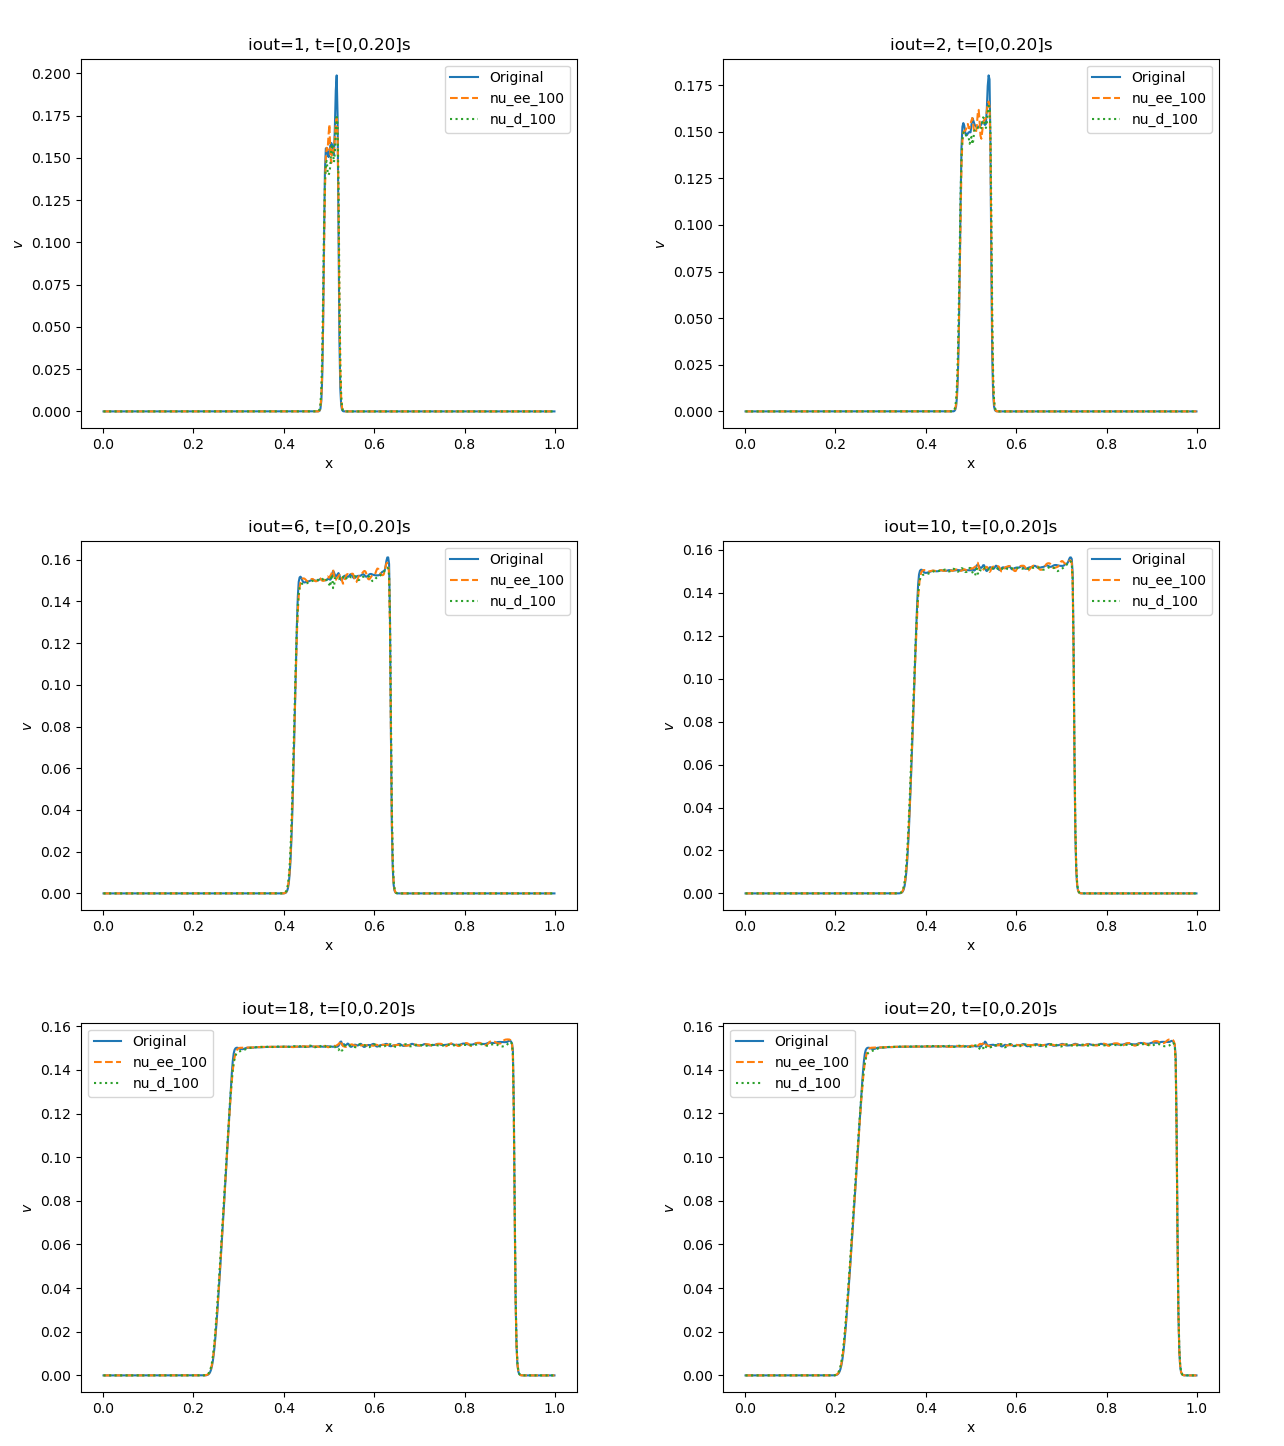 iout=1, t=[0,0.20]s
0.200
0.175
0.150
0.125
0.100
0.075
0.050
0.025
0.000
v
0.0 0.2 0.4 0.6 0.8 1.0
x
Original
nu_ee_100
nu_d_100
iout=2, t=[0,0.20]s
0.175
0.150
0.125
0.100
0.075
0.050
0.025
0.000
v
0.0 0.2 0.4 0.6 0.8 1.0
x
Original
nu_ee_100
nu_d_100
iout=6, t=[0,0.20]s
0.16
0.14
0.12
0.10
0.08
0.06
0.04
0.02
0.00
v
0.0 0.2 0.4 0.6 0.8 1.0
x
Original
nu_ee_100
nu_d_100
iout=10, t=[0,0.20]s
0.16
0.14
0.12
0.10
0.08
0.06
0.04
0.02
0.00
v
0.0 0.2 0.4 0.6 0.8 1.0
x
Original
nu_ee_100
nu_d_100
iout=18, t=[0,0.20]s
0.16
0.14
0.12
0.10
0.08
0.06
0.04
0.02
0.00
v
0.0 0.2 0.4 0.6 0.8 1.0
x
Original
nu_ee_100
nu_d_100
iout=20, t=[0,0.20]s
0.16
0.14
0.12
0.10
0.08
0.06
0.04
0.02
0.00
v
0.0 0.2 0.4 0.6 0.8 1.0
x
Original
nu_ee_100
nu_d_100